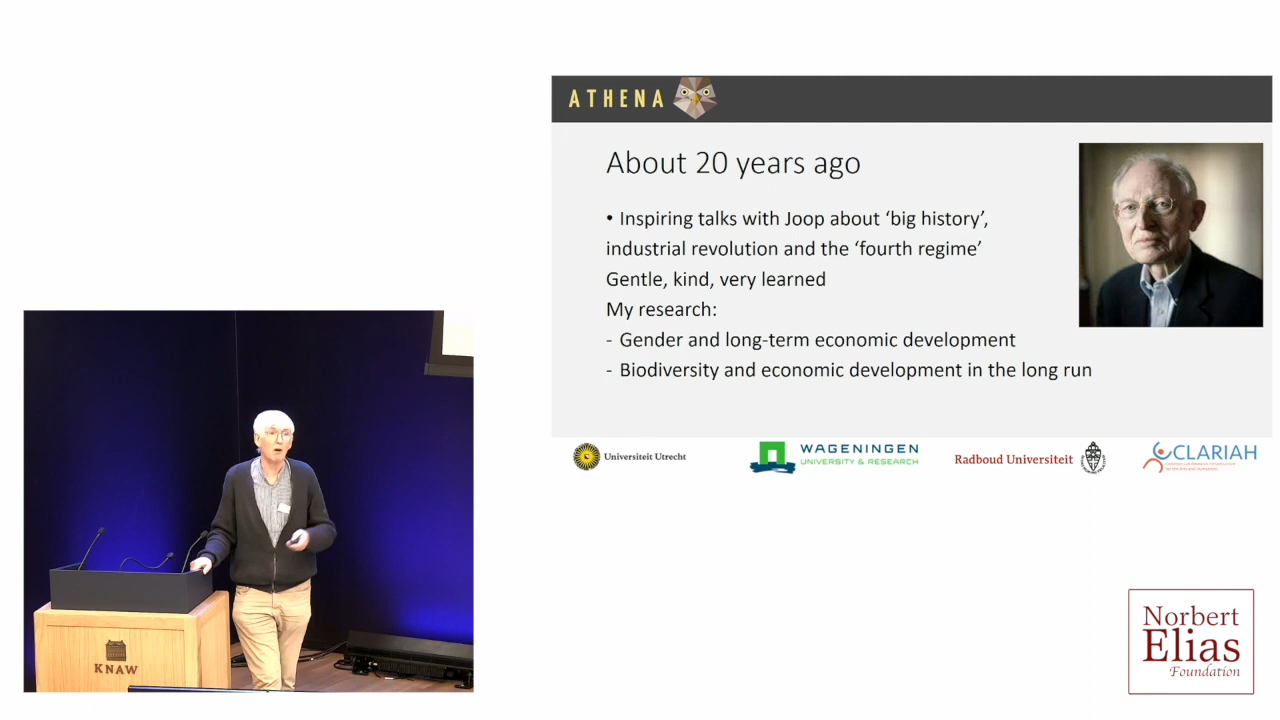 ATHENA
About 20 years ago
• Inspiring talks with Joop about ‘big history’,
industrial revolution and the ‘fourth regime’
Gentle, kind, very learned
My research:
- Gender and long-term economic development
- Biodiversity and economic development in the long run
Universiteit Utrecht
WAGENINGEN
UNIVERSITY & RESEARCH
Radboud Universiteit
CLARIAH
KNAW
Norbert
Elias
Foundation